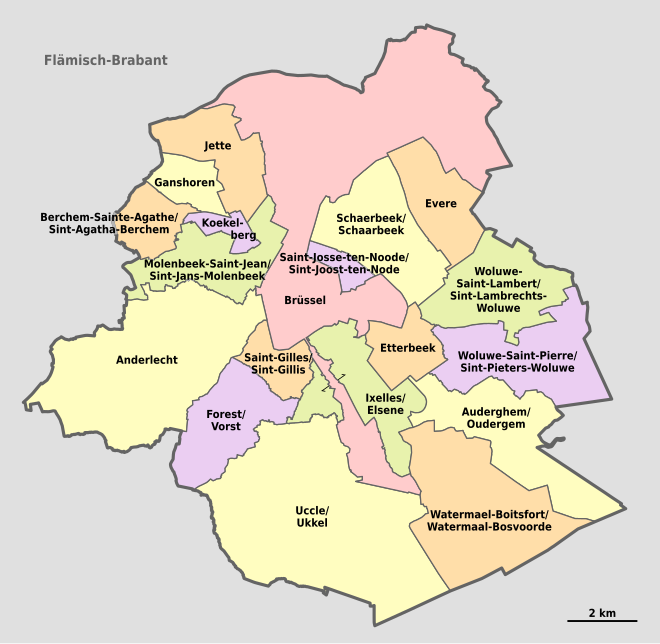 Flämisch-Brabant
Jette
Ganshoren
Evere
Berchem-Sainte-Agathe/
Sint-Agatha-Berchem
Koekel-
berg
Schaerbeek/
Schaarbeek
Molenbeek-Saint-Jean/
Sint-Jans-Molenbeek
Saint-Josse-ten-Noode/
Sint-Joost-ten-Node
Woluwe-
Saint-Lambert/
Sint-Lambrechts-
Woluwe
Brüssel
Anderlecht
Saint-Gilles/
Sint-Gillis
Etterbeek
Woluwe-Saint-Pierre/
Sint-Pieters-Woluwe
Forest/
Vorst
Ixelles/
Elsene
Auderghem/
Oudergem
Uccle/
Ukkel
Watermael-Boitsfort/
Watermaal-Bosvoorde
2 km